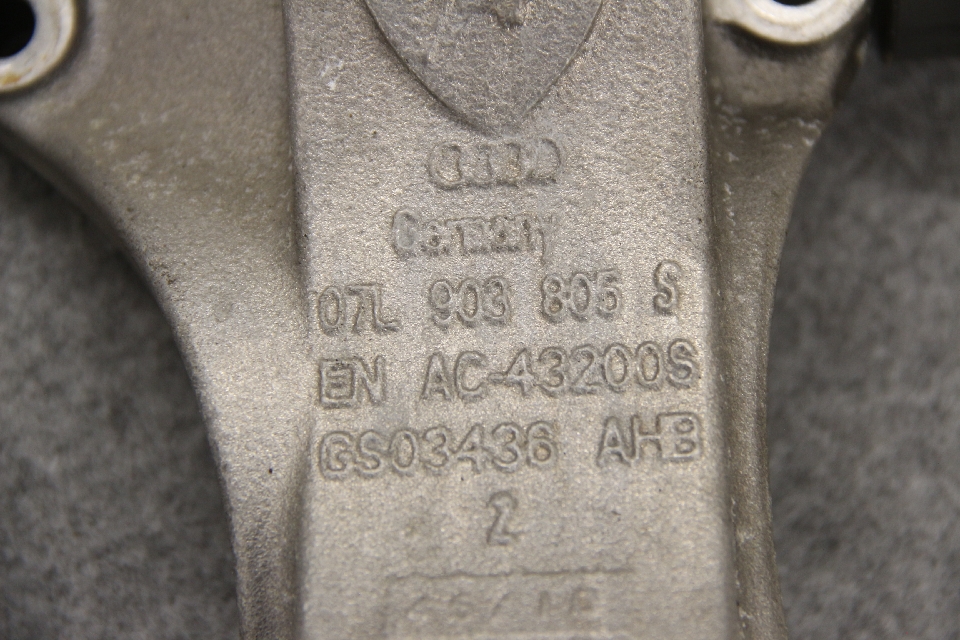 Germany
07L 903 805 S
EN AC-43200S
GS03436 AHB
2